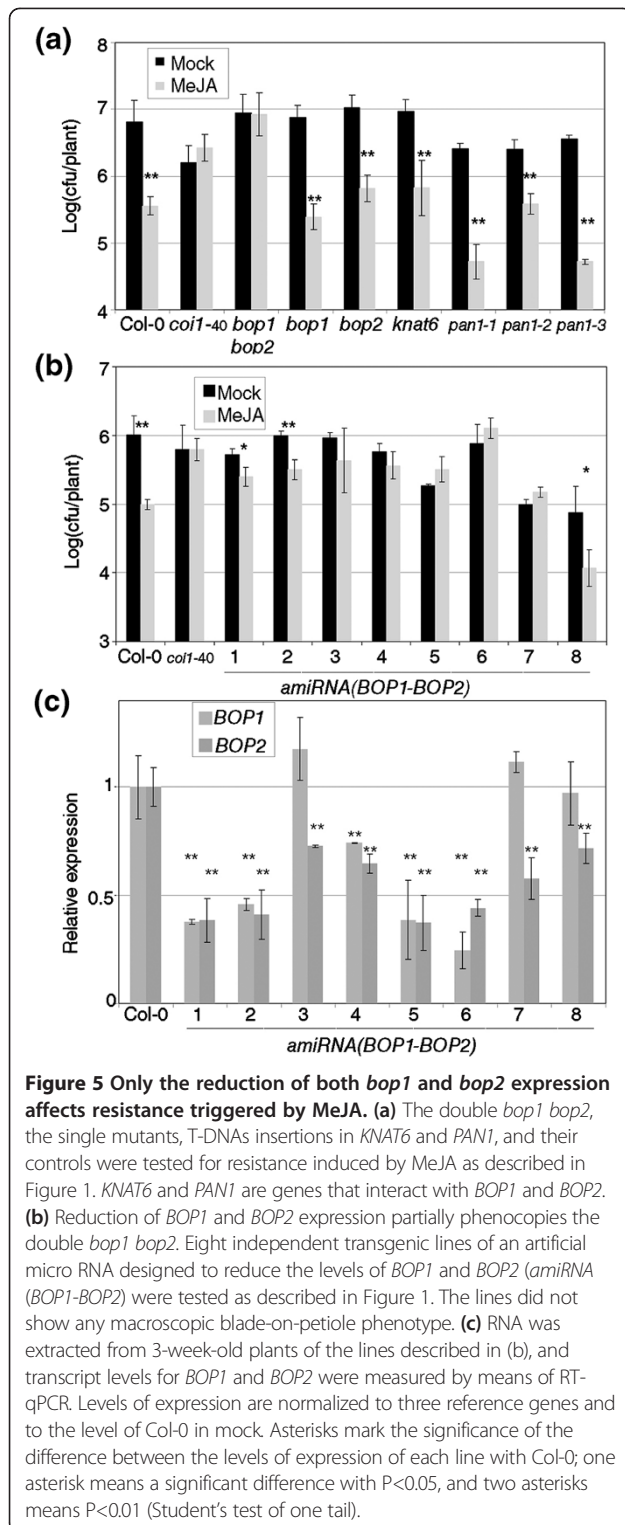 (a)
8
7
6
5
4
Log(cfu/plant)
Mock
MeJA
**
**
**
**
**
**
**
Col-0 coi1-40 bop1 bop2 bop1 bop2 knat6 pan1-1 pan1-2 pan1-3
(b)
7
6
5
4
3
Log(cfu/plant)
Mock
MeJA
**
*
**
*
Col-0 coi1-40 1 2 3 4 5 6 7 8
amiRNA(BOP1-BOP2)
(c)
1
0.5
0
Relative expression
BOP1
BOP2
** ** ** ** ** ** ** ** ** ** ** ** **
Col-0 1 2 3 4 5 6 7 8
amiRNA(BOP1-BOP2)
Figure 5 Only the reduction of both bop1 and bop2 expression
affects resistance triggered by MeJA. (a) The double bop1 bop2,
the single mutants, T-DNAs insertions in KNAT6 and PAN1, and their
controls were tested for resistance induced by MeJA as described in
Figure 1. KNAT6 and PAN1 are genes that interact with BOP1 and BOP2.
(b) Reduction of BOP1 and BOP2 expression partially phenocopies the
double bop1 bop2. Eight independent transgenic lines of an artificial
micro RNA designed to reduce the levels of BOP1 and BOP2 (amiRNA
(BOP1-BOP2) were tested as described in Figure 1. The lines did not
show any macroscopic blade-on-petiole phenotype. (c) RNA was
extracted from 3-week-old plants of the lines described in (b), and
transcript levels for BOP1 and BOP2 were measured by means of RT-
qPCR. Levels of expression are normalized to three reference genes and
to the level of Col-0 in mock. Asterisks mark the significance of the
difference between the levels of expression of each line with Col-0; one
asterisk means a significant difference with P<0.05, and two asterisks
means P<0.01 (Student's test of one tail).